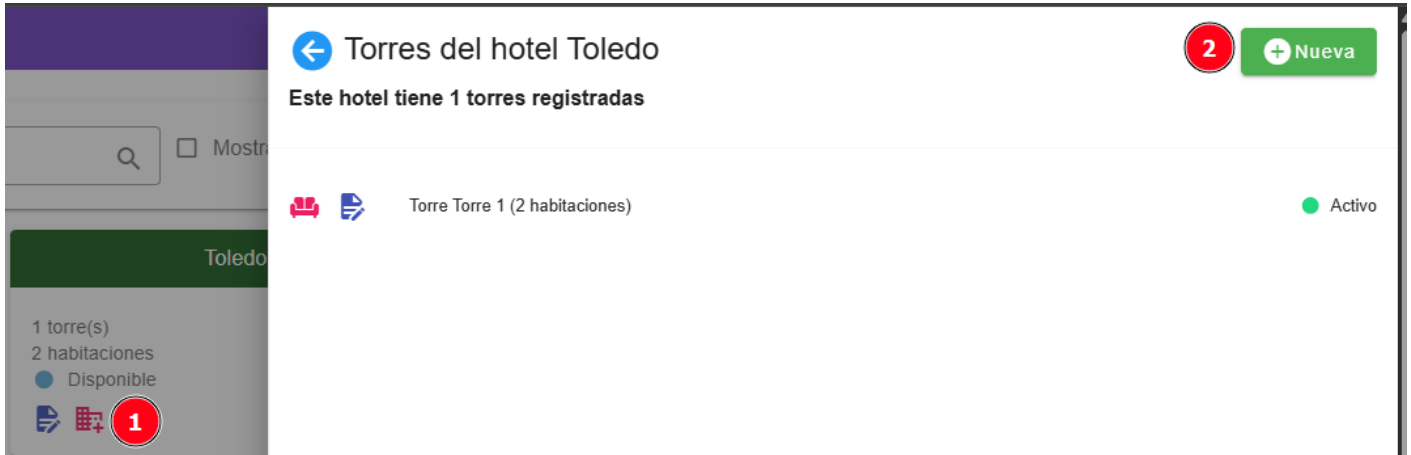 Torres del hotel Toledo
2
Nueva
Este hotel tiene 1 torres registradas
Mostr
Torre Torre 1 (2 habitaciones)
Activo
Toledo
1 torre(s)
2 habitaciones
Disponible
1